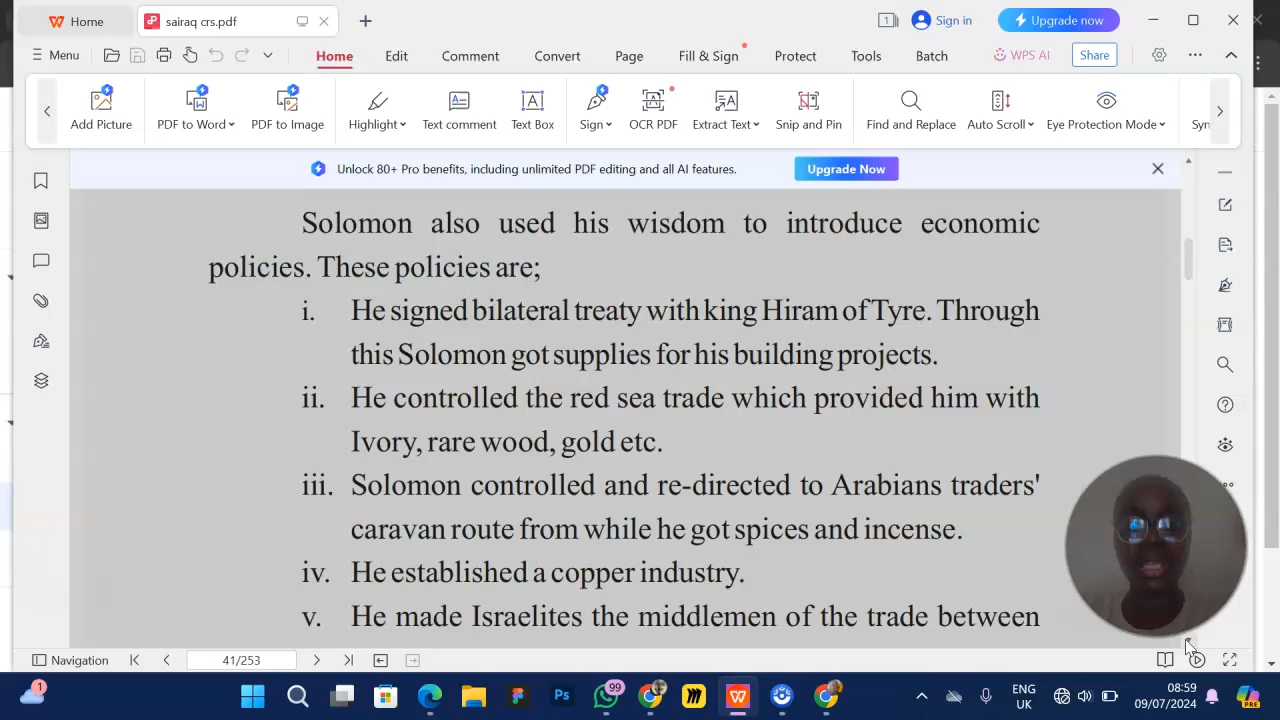 Home
sairaq crs.pdf
1
Sign in
Upgrade now
Menu
Home
Edit
Comment
Convert
Page
Fill & Sign
Protect
Tools
Batch
WPS AI
Share
Add Picture
PDF to Word
PDF to Image
Highlight
Text comment
Text Box
Sign
OCR PDF
Extract Text
Snip and Pin
Find and Replace
Auto Scroll
Eye Protection Mode
Syn
Unlock 80+ Pro benefits, including unlimited PDF editing and all AI features.
Upgrade Now
Solomon also used his wisdom to introduce economic
policies. These policies are;
i. He signed bilateral treaty with king Hiram of Tyre. Through
this Solomon got supplies for his building projects.
ii. He controlled the red sea trade which provided him with
Ivory, rare wood, gold etc.
iii. Solomon controlled and re-directed to Arabians traders'
caravan route from while he got spices and incense.
iv. He established a copper industry.
v. He made Israelites the middlemen of the trade between
Navigation
41/253
1
Ps
99
ENG
UK
08:59
09/07/2024
PRE